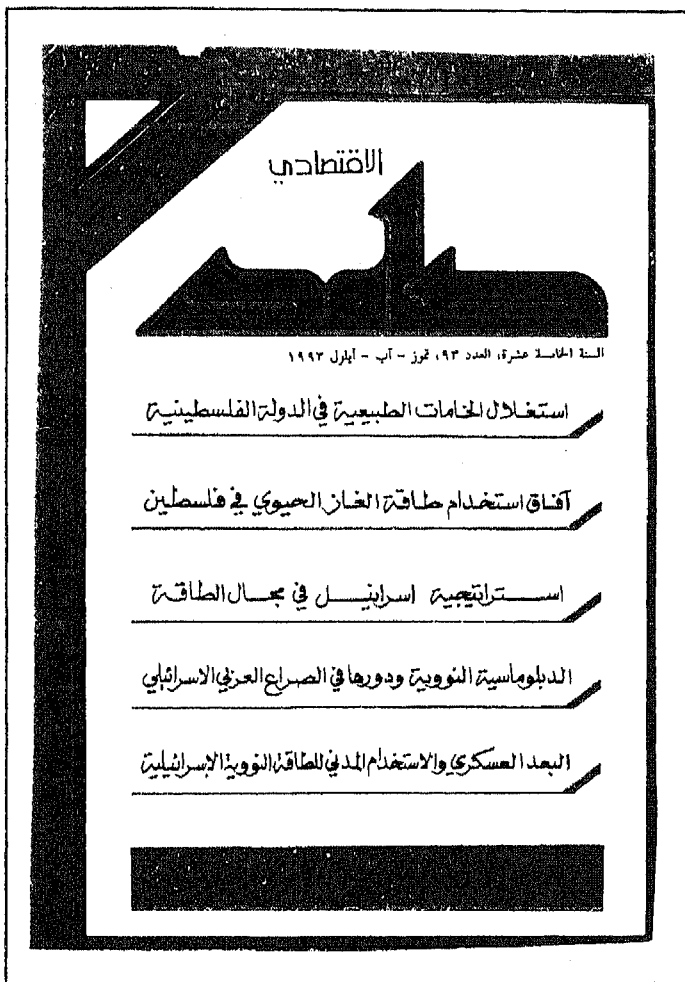 الاقتصادي
صامد
السنة الخامسة عشرة، العدد ٩٣، تموز - آب - أيلول ١٩٩٣
استغلال الخامات الطبيعية في الدولة الفلسطينية
آفاق استخدام طاقة الغاز الحيوي في فلسطين
استراتيجية اسرائيل في مجال الطاقة
الدبلوماسية النووية ودورها في الصراع العربي الاسرائيلي
البعد العسكري والاستخدام المدني للطاقة النووية الإسرائيلية